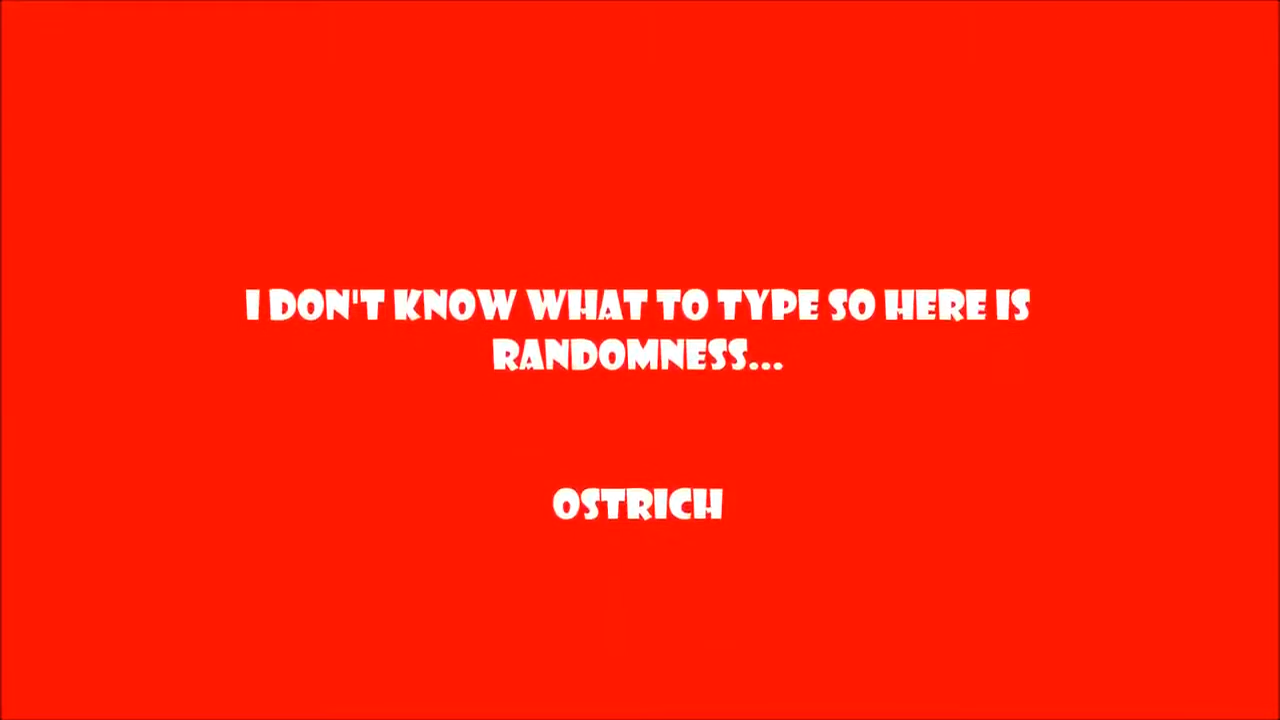 I DON'T KNOW WHAT TO TYPE SO HERE IS
RANDOMNESS...
OSTRICH